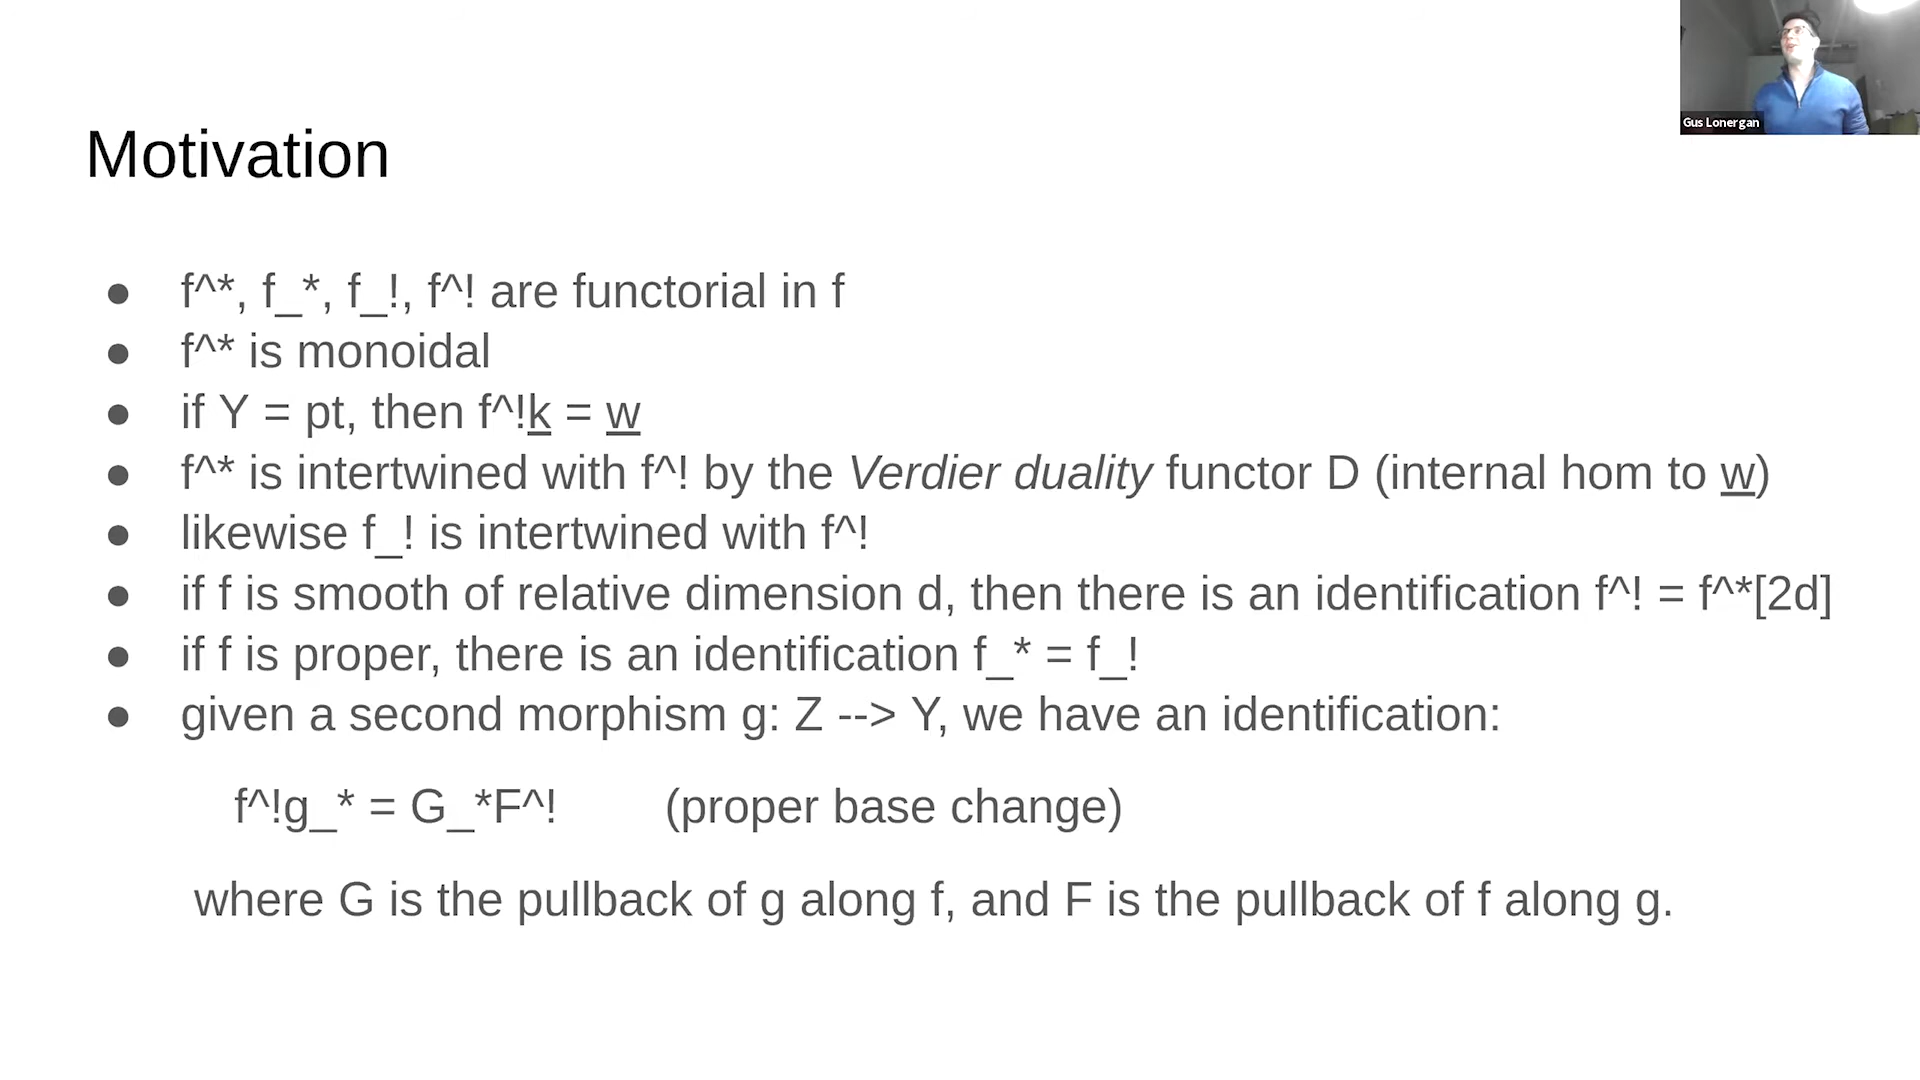 Gus Lonergan
Motivation
● f^*, f_*, f_!, f^! are functorial in f
● f^* is monoidal
● if Y = pt, then f^!k = w
● f^* is intertwined with f^! by the Verdier duality functor D (internal hom to w)
● likewise f_! is intertwined with f^!
● if f is smooth of relative dimension d, then there is an identification f^! = f^*[2d]
● if f is proper, there is an identification f_* = f_!
● given a second morphism g: Z --> Y, we have an identification:
f^!g_* = G_*F^! (proper base change)
where G is the pullback of g along f, and F is the pullback of f along g.